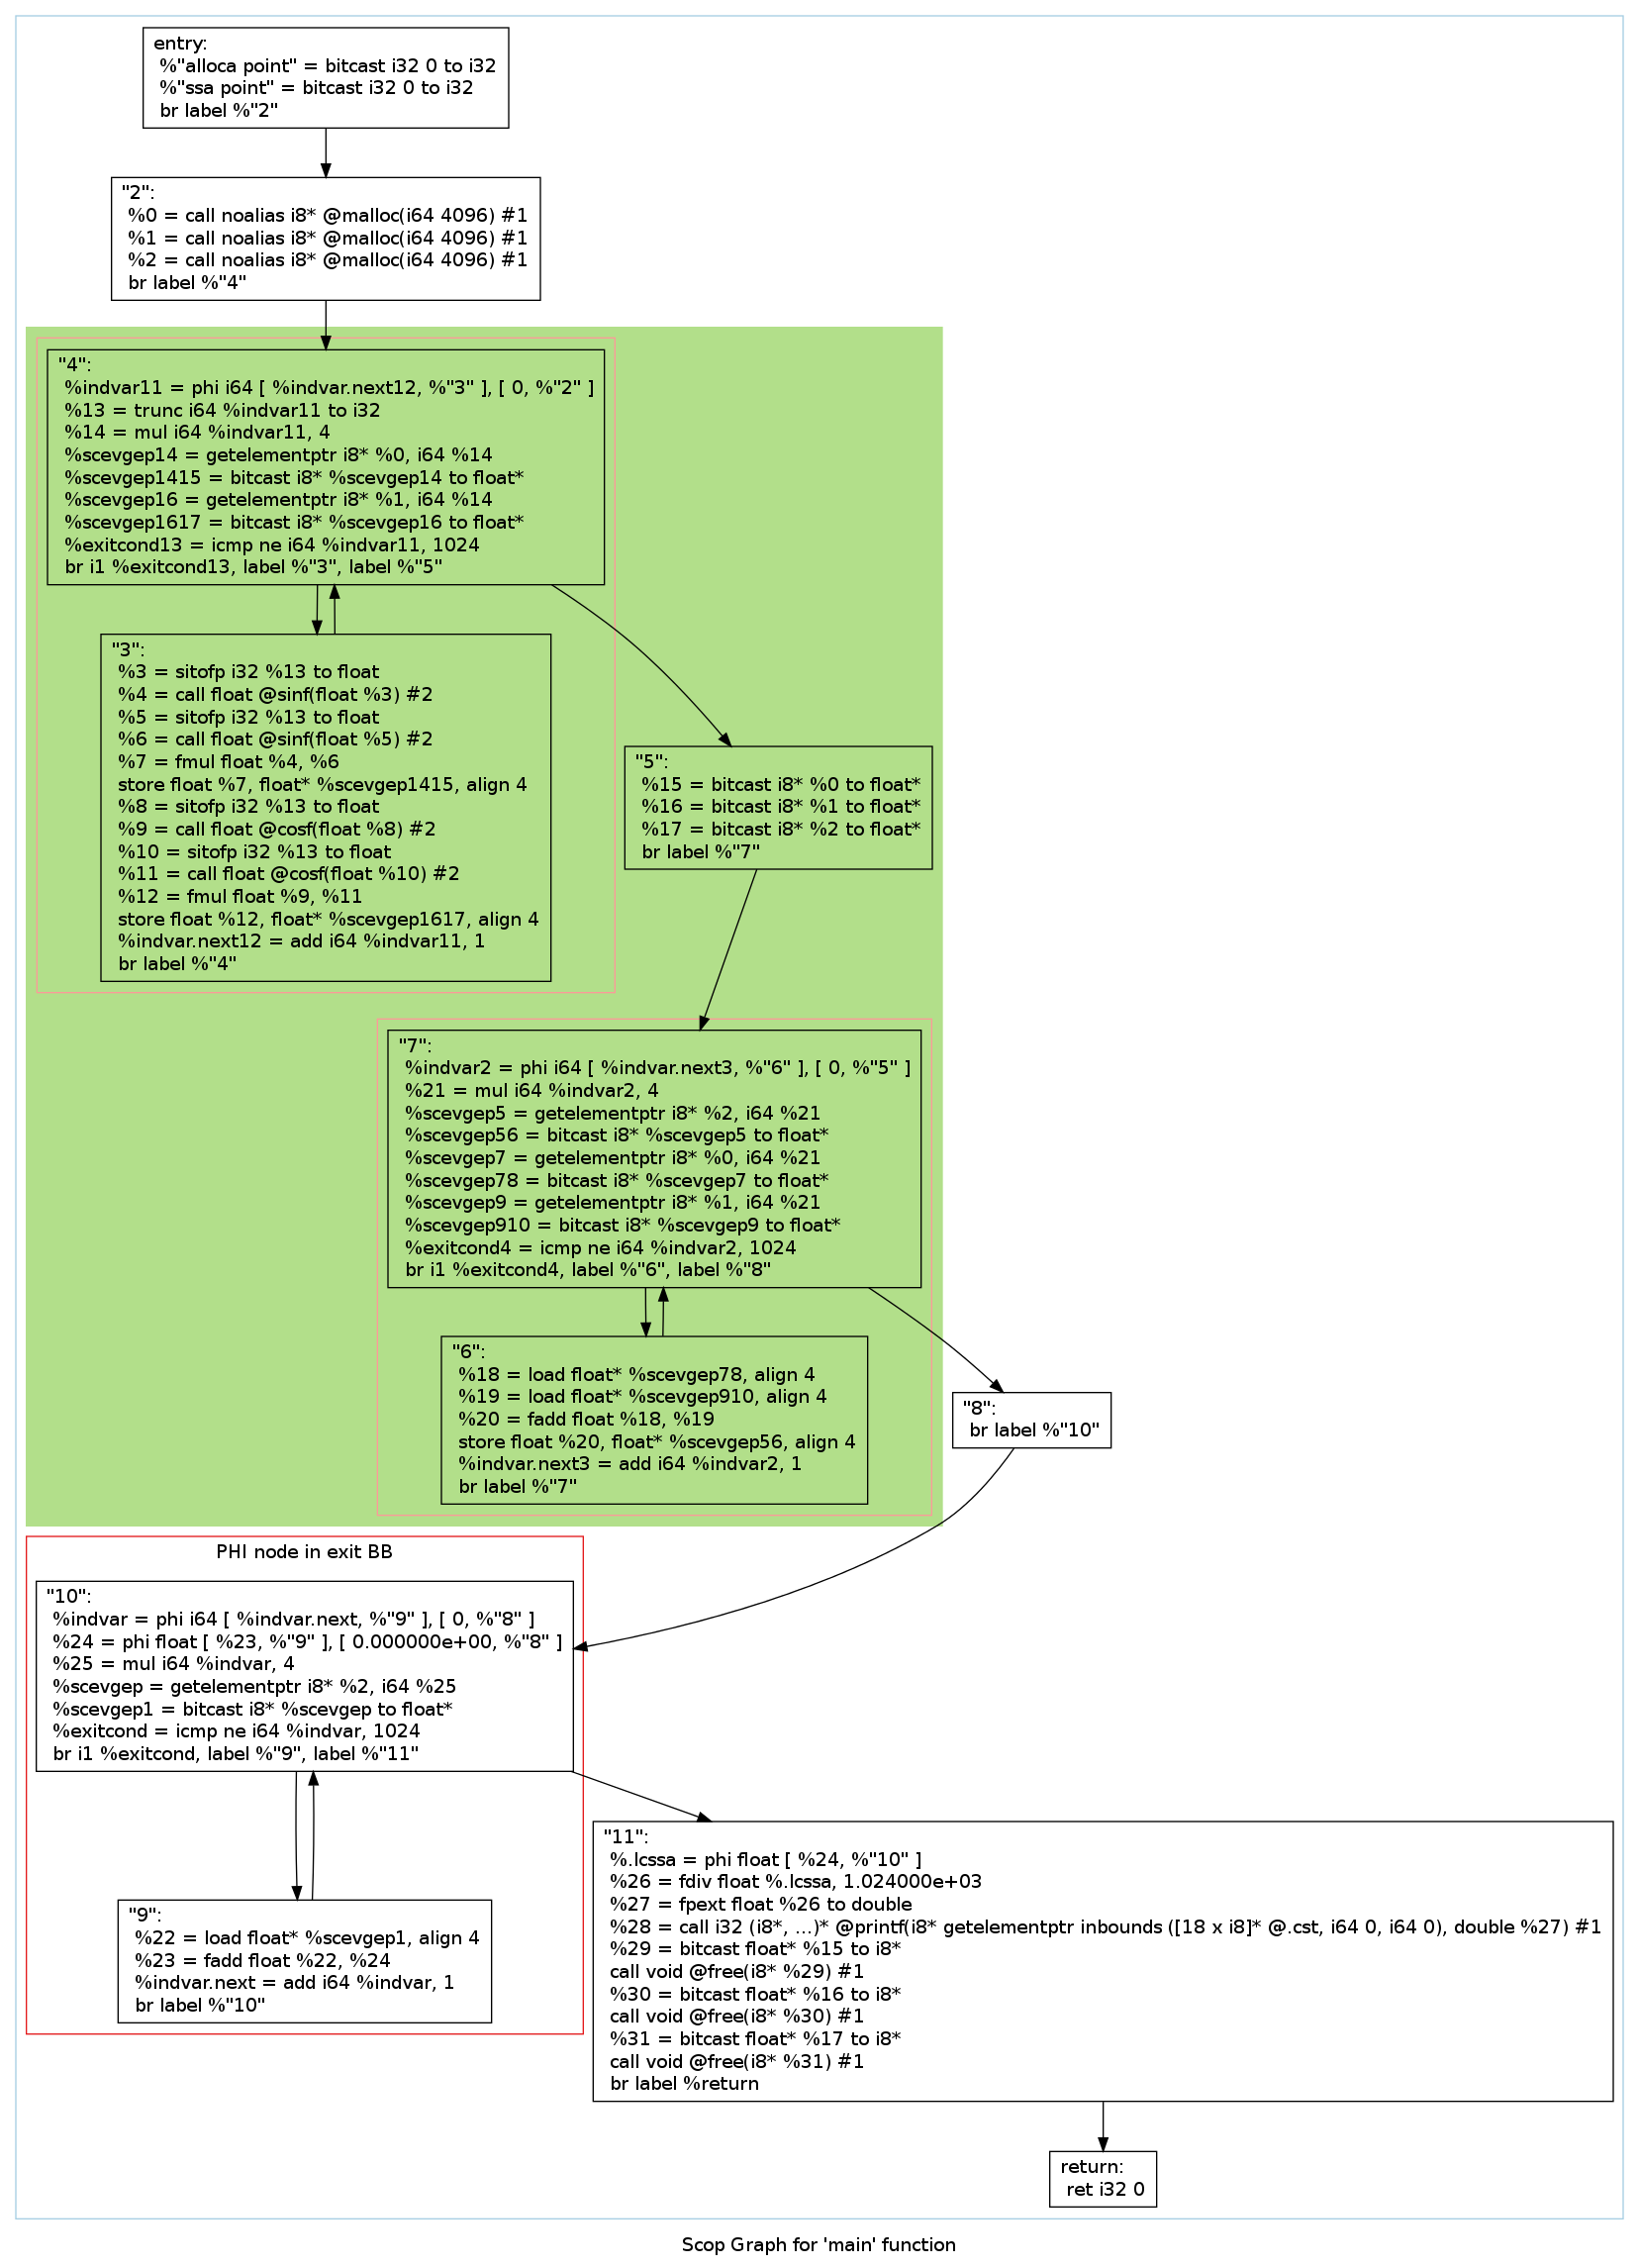 entry:
%"alloca point" = bitcast i32 0 to i32
%"ssa point" = bitcast i32 0 to i32
br label %"2"
"2":
%0 = call noalias i8* @malloc(i64 4096) #1
%1 = call noalias i8* @malloc(i64 4096) #1
%2 = call noalias i8* @malloc(i64 4096) #1
br label %"4"
"4":
%indvar11 = phi i64 [ %indvar.next12, %"3" ], [ 0, %"2" ]
%13 = trunc i64 %indvar11 to i32
%14 = mul i64 %indvar11, 4
%scevgep14 = getelementptr i8* %0, i64 %14
%scevgep1415 = bitcast i8* %scevgep14 to float*
%scevgep16 = getelementptr i8* %1, i64 %14
%scevgep1617 = bitcast i8* %scevgep16 to float*
%exitcond13 = icmp ne i64 %indvar11, 1024
br i1 %exitcond13, label %"3", label %"5"
"3":
%3 = sitofp i32 %13 to float
%4 = call float @sinf(float %3) #2
%5 = sitofp i32 %13 to float
%6 = call float @sinf(float %5) #2
%7 = fmul float %4, %6
store float %7, float* %scevgep1415, align 4
%8 = sitofp i32 %13 to float
%9 = call float @cosf(float %8) #2
%10 = sitofp i32 %13 to float
%11 = call float @cosf(float %10) #2
%12 = fmul float %9, %11
store float %12, float* %scevgep1617, align 4
%indvar.next12 = add i64 %indvar11, 1
br label %"4"
"5":
%15 = bitcast i8* %0 to float*
%16 = bitcast i8* %1 to float*
%17 = bitcast i8* %2 to float*
br label %"7"
"7":
%indvar2 = phi i64 [ %indvar.next3, %"6" ], [ 0, %"5" ]
%21 = mul i64 %indvar2, 4
%scevgep5 = getelementptr i8* %2, i64 %21
%scevgep56 = bitcast i8* %scevgep5 to float*
%scevgep7 = getelementptr i8* %0, i64 %21
%scevgep78 = bitcast i8* %scevgep7 to float*
%scevgep9 = getelementptr i8* %1, i64 %21
%scevgep910 = bitcast i8* %scevgep9 to float*
%exitcond4 = icmp ne i64 %indvar2, 1024
br i1 %exitcond4, label %"6", label %"8"
"6":
%18 = load float* %scevgep78, align 4
%19 = load float* %scevgep910, align 4
%20 = fadd float %18, %19
store float %20, float* %scevgep56, align 4
%indvar.next3 = add i64 %indvar2, 1
br label %"7"
"8":
br label %"10"
PHI node in exit BB
"10":
%indvar = phi i64 [ %indvar.next, %"9" ], [ 0, %"8" ]
%24 = phi float [ %23, %"9" ], [ 0.000000e+00, %"8" ]
%25 = mul i64 %indvar, 4
%scevgep = getelementptr i8* %2, i64 %25
%scevgep1 = bitcast i8* %scevgep to float*
%exitcond = icmp ne i64 %indvar, 1024
br i1 %exitcond, label %"9", label %"11"
"9":
%22 = load float* %scevgep1, align 4
%23 = fadd float %22, %24
%indvar.next = add i64 %indvar, 1
br label %"10"
"11":
%.lcssa = phi float [ %24, %"10" ]
%26 = fdiv float %.lcssa, 1.024000e+03
%27 = fpext float %26 to double
%28 = call i32 (i8*, ...)* @printf(i8* getelementptr inbounds ([18 x i8]* @.cst, i64 0, i64 0), double %27) #1
%29 = bitcast float* %15 to i8*
call void @free(i8* %29) #1
%30 = bitcast float* %16 to i8*
call void @free(i8* %30) #1
%31 = bitcast float* %17 to i8*
call void @free(i8* %31) #1
br label %return
return:
ret i32 0
Scop Graph for 'main' function